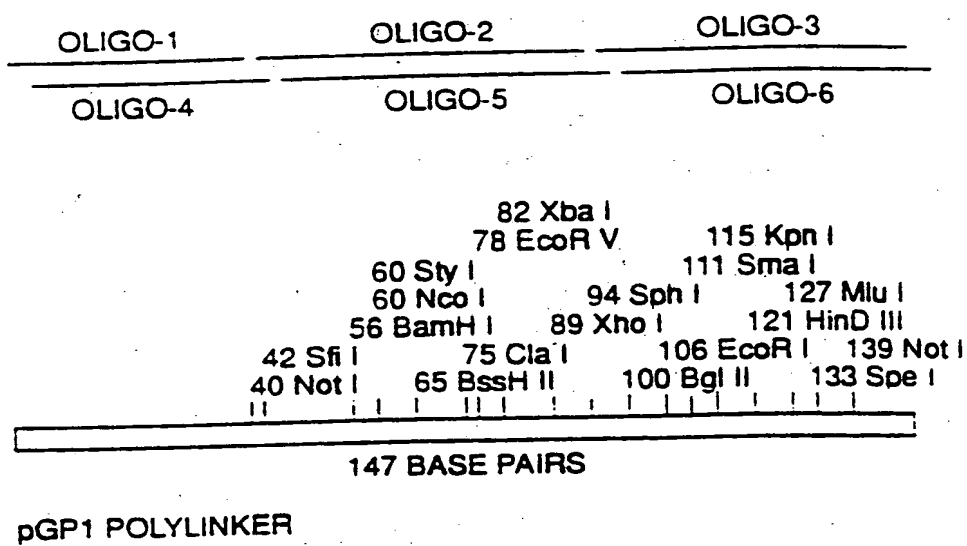 OLIGO-1 OLIGO-2 OLIGO-3
OLIGO-4 OLIGO-5 OLIGO-6
82 Xba I
78 EcoR V 115 Kpn I
60 Sty I 111 Sma I
60 Nco I 94 Sph I 127 Mlu I
56 BamH I 89 Xho I 121 HinD III
42 Sfi I 75 Cla I 106 EcoR I 139 Not I
40 Not I 65 BssH II 100 Bgl II 133 Spe I
147 BASE PAIRS
pGP1 POLYLINKER